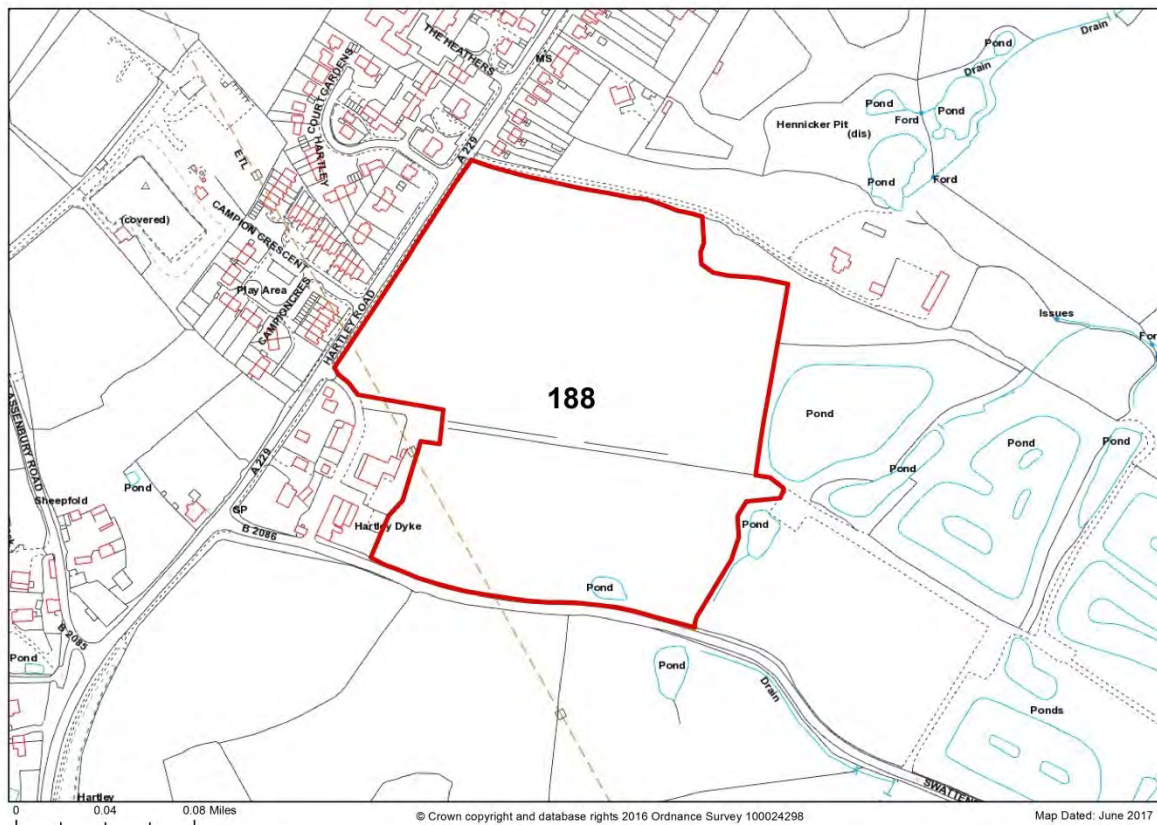 THE HEATHERS
MS
Pond
Drain
Drain
COURT GARDENS
HARTLEY
A 229
Pond
Ford
Pond
Hennicker Pit
(dis)
Pond
Ford
ETL
(covered)
CAMPION CRESCENT
Play Area
CAMPIONCRES
HARTLEY ROAD
Issues
188
Pond
Pond
Pond
Pond
ASSENBURY ROAD
Sheepfold
Pond
A 229
GP
B 2086
Hartley Dyke
Pond
Pond
B 2085
Pond
Pond
Drain
Ponds
Hartley
0 0.04 0.08 Miles
© Crown copyright and database rights 2016 Ordnance Survey 100024298
Map Dated: June 2017